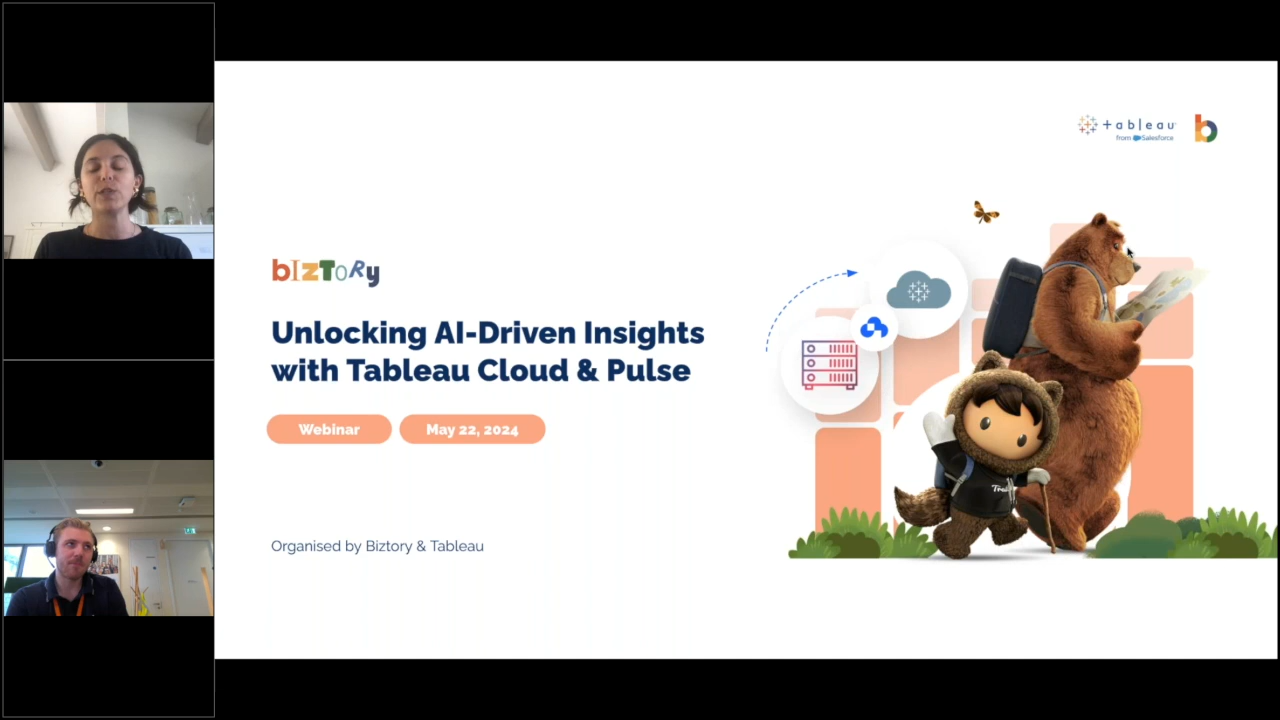 + a b | e a u
from Salesforce
b
bIzToRy
Unlocking AI-Driven Insights
with Tableau Cloud & Pulse
Webinar
May 22, 2024
Trai
Organised by Biztory & Tableau